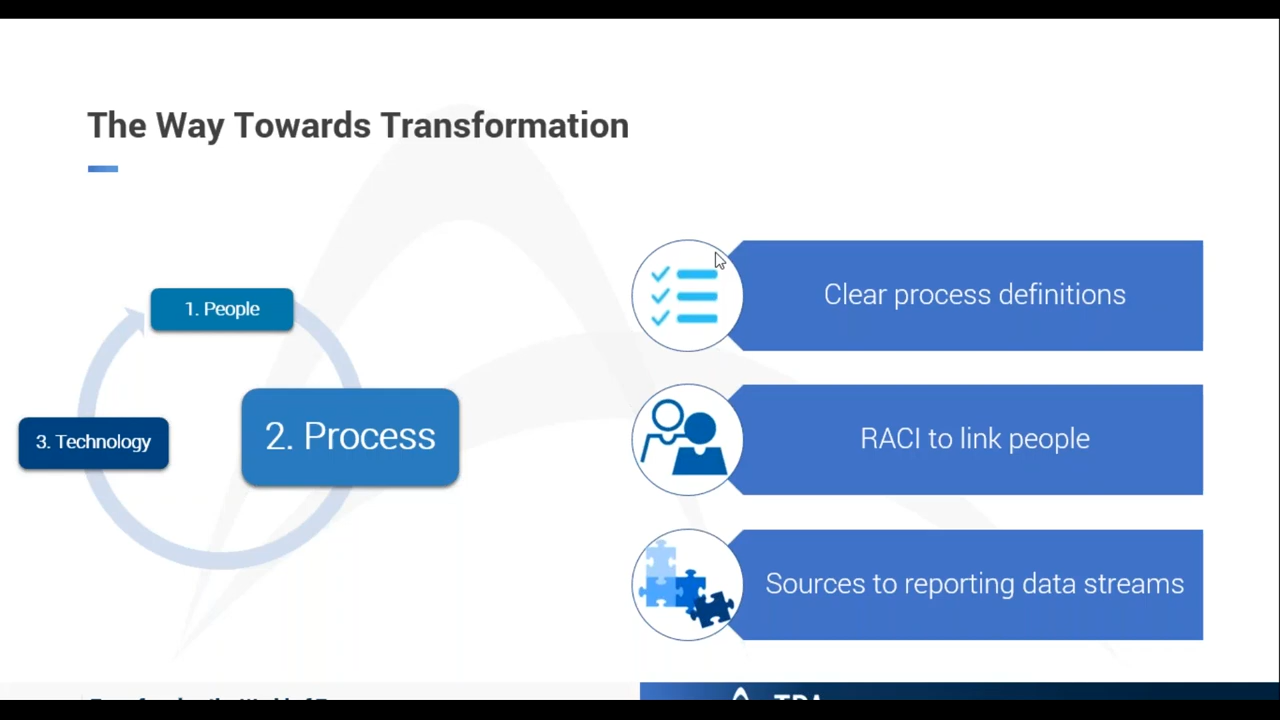 The Way Towards Transformation
1. People
2. Process
3. Technology
Clear process definitions
RACI to link people
Sources to reporting data streams